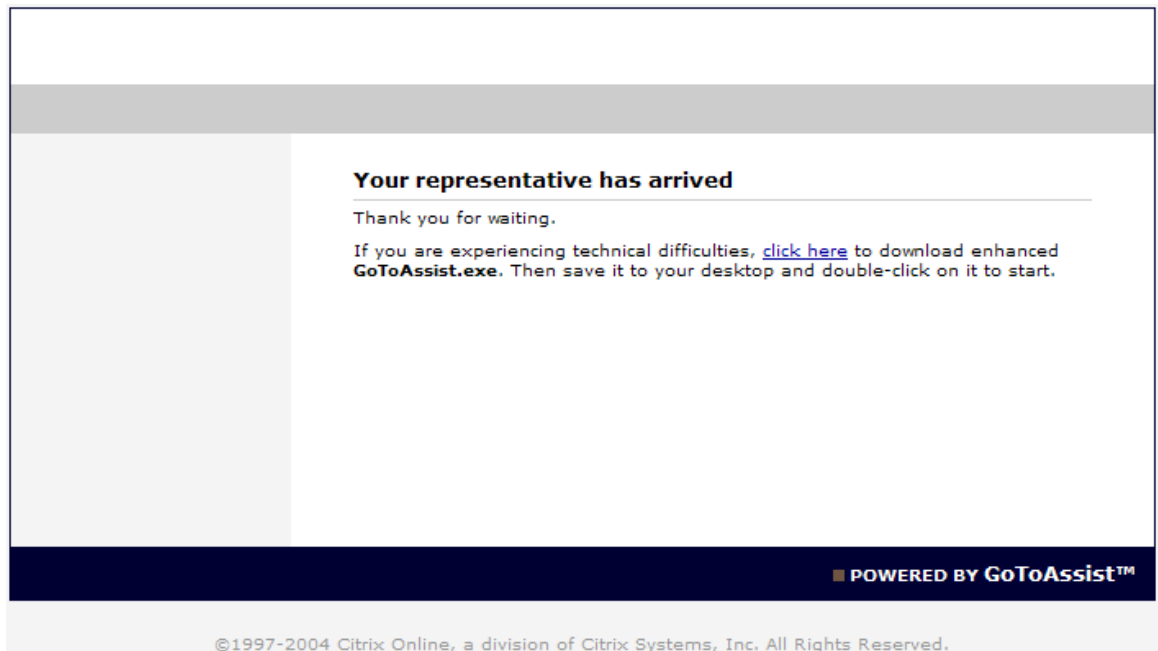 Your representative has arrived
Thank you for waiting.
If you are experiencing technical difficulties, click here to download enhanced
GoToAssist.exe. Then save it to your desktop and double-click on it to start.
POWERED BY GoToAssist™
©1997-2004 Citrix Online, a division of Citrix Systems, Inc. All Rights Reserved.